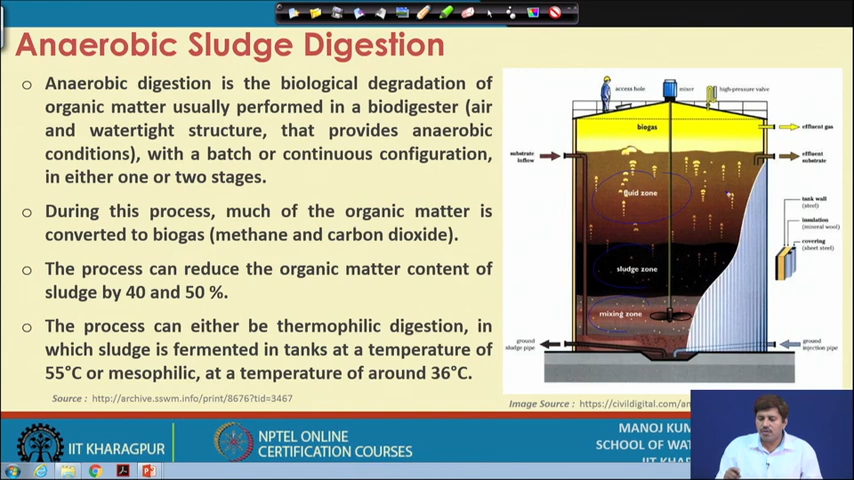 Anaerobic Sludge Digestion
Anaerobic digestion is the biological degradation of
organic matter usually performed in a biodigester (air
and watertight structure, that provides anaerobic
conditions), with a batch or continuous configuration,
in either one or two stages.
During this process, much of the organic matter is
converted to biogas (methane and carbon dioxide).
The process can reduce the organic matter content of
sludge by 40 and 50 %.
The process can either be thermophilic digestion, in
which sludge is fermented in tanks at a temperature of
55°C or mesophilic, at a temperature of around 36°C.
Source : http://archive.sswm.info/print/8676?tid=3467
access hole
mixer
high-pressure valve
biogas
effluent gas
substrate
inflow
effluent
substrate
fluid zone
tank wall
(steel)
insulation
(mineral wool)
covering
(sheet steel)
sludge zone
mixing zone
ground
sludge pipe
ground
injection pipe
Image Source : https://civildigital.com/an
IIT KHARAGPUR
NPTEL ONLINE
CERTIFICATION COURSES
MANOJ KUM
SCHOOL OF WAT
IIT KHAR